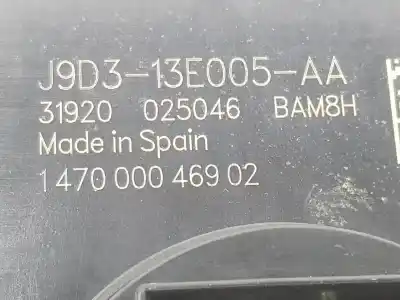 J9D3-13E005-AA
31920 025046 BAM8H
Made in Spain
1 470 000 469 02